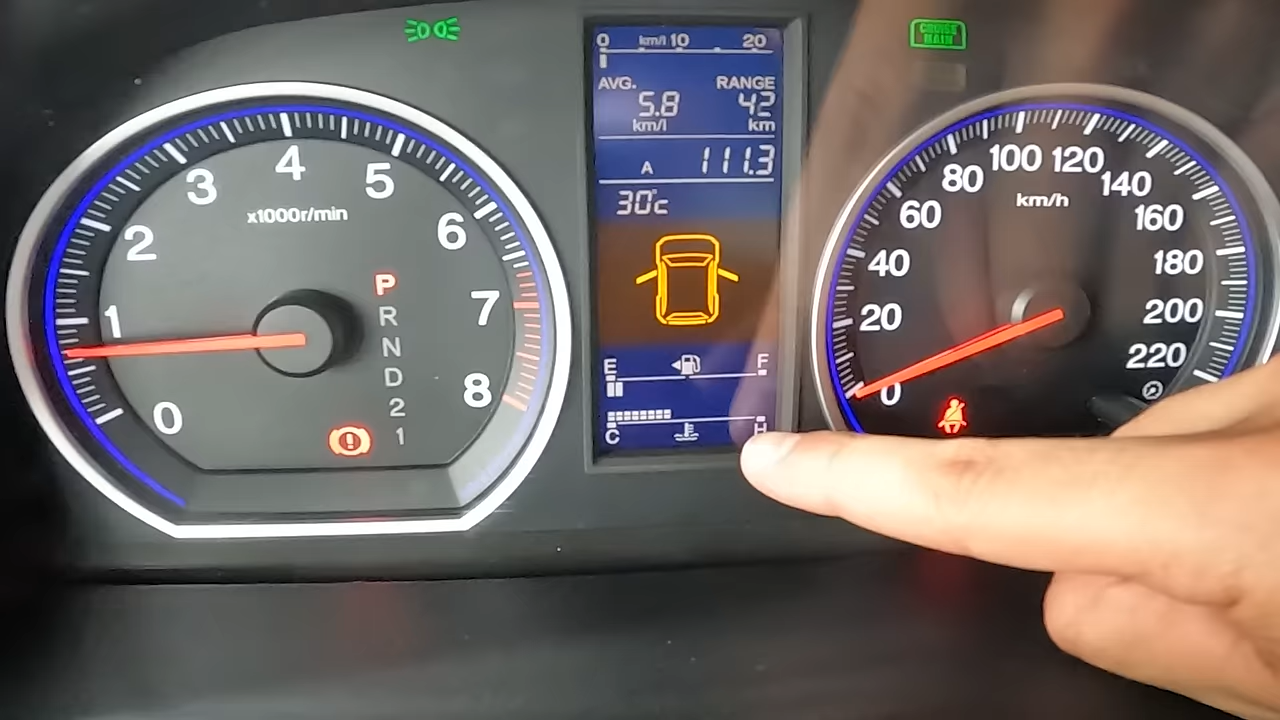 0 km/l 10 20
AVG. RANGE
5.8 42
km/l km
A 111.3
30°c
E F
C H
0
1
2
3
4
5
6
7
8
x1000r/min
P
R
N
D
2
1
CRUISE
MAIN
0
20
40
60
80
100
120
140
160
180
200
220
km/h